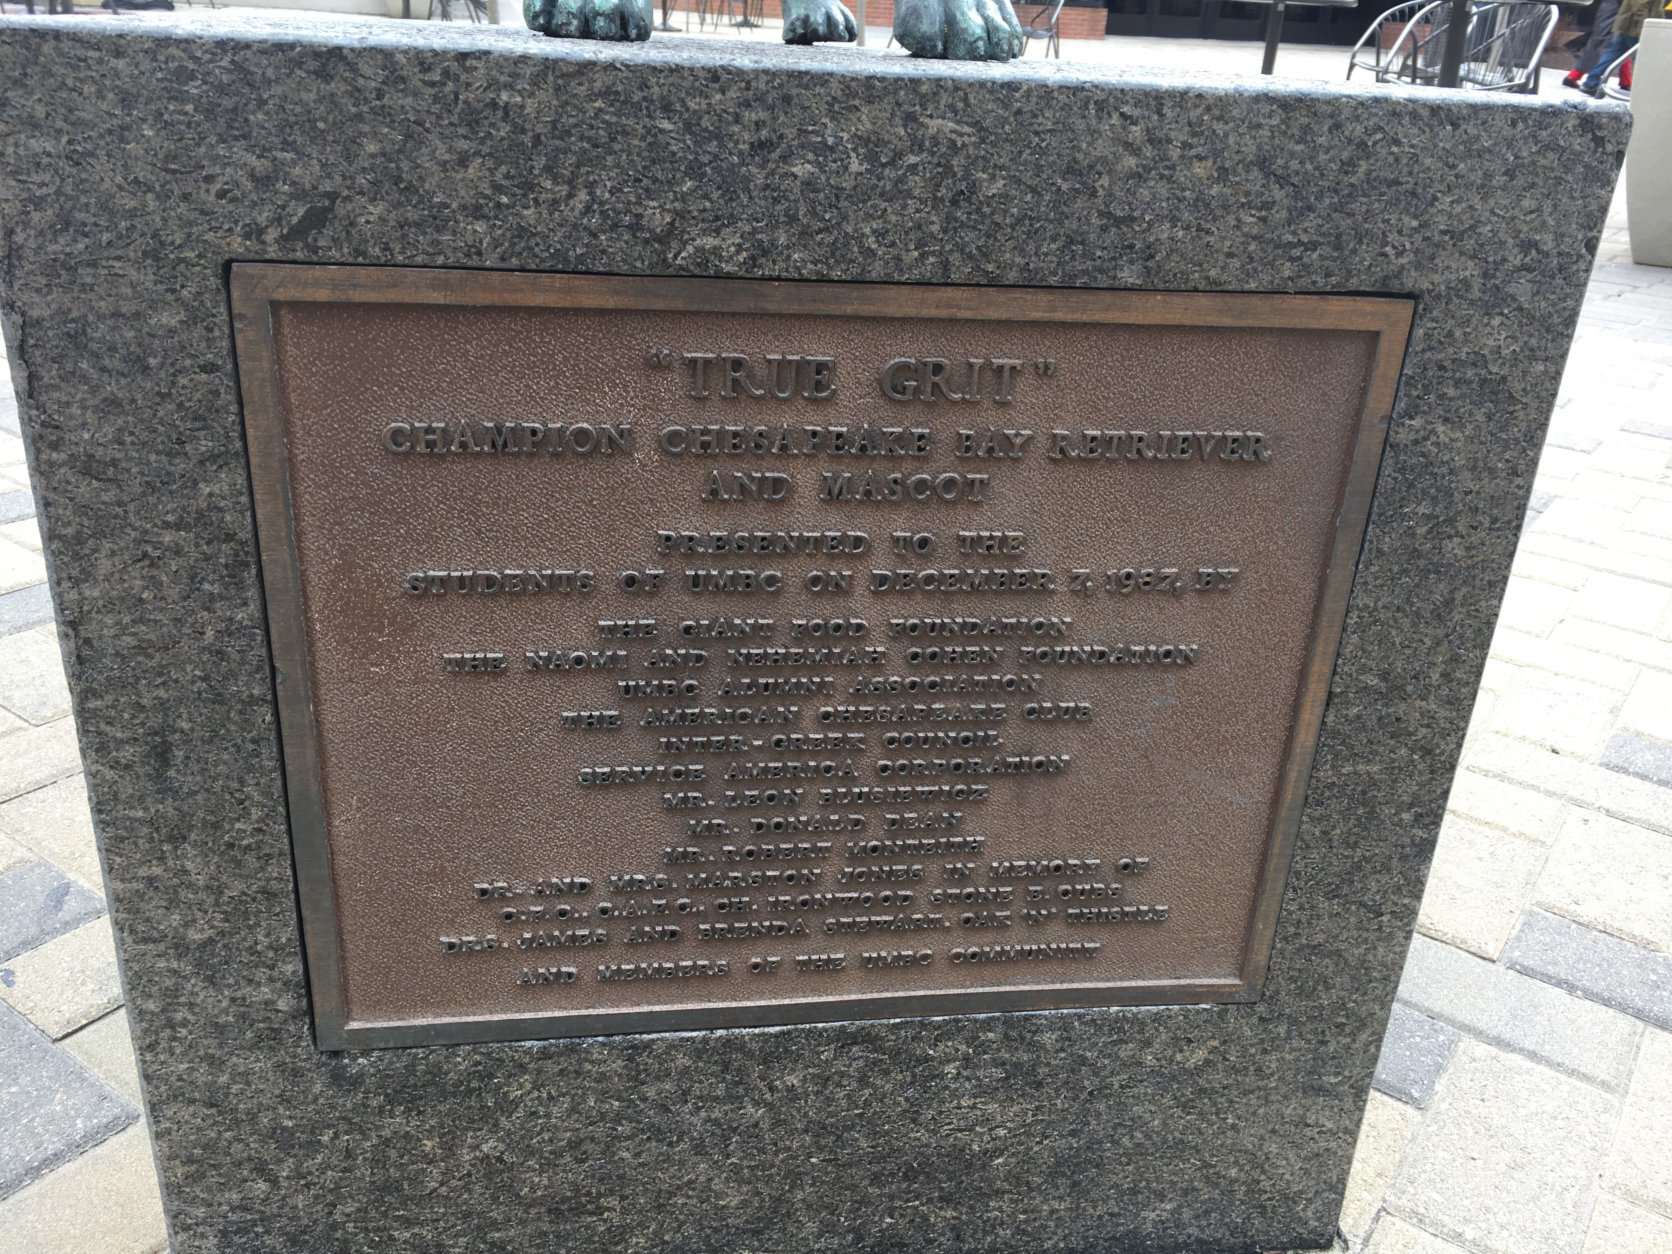 "TRUE GRIT"
CHAMPION CHESAPEAKE BAY RETRIEVER
AND MASCOT
PRESENTED TO THE
STUDENTS OF UMBC ON DECEMBER 7, 1987, BY
THE GIANT FOOD FOUNDATION
THE NAOMI AND NEHEMIAH COHEN FOUNDATION
UMBC ALUMNI ASSOCIATION
THE AMERICAN CHESAPEAKE CLUB
INTER-GREEK COUNCIL
SERVICE AMERICA CORPORATION
MR. LEON BLUSIEWICZ
MR. DONALD DEAN
MR. ROBERT MONTEITH
DR. AND MRS. MARSTON JONES IN MEMORY OF
CH. IRONWOOD STONE E. CUBS
DRS. JAMES AND BRENDA STEWART, OAK 'N' THISTLE
AND MEMBERS OF THE UMBC COMMUNITY